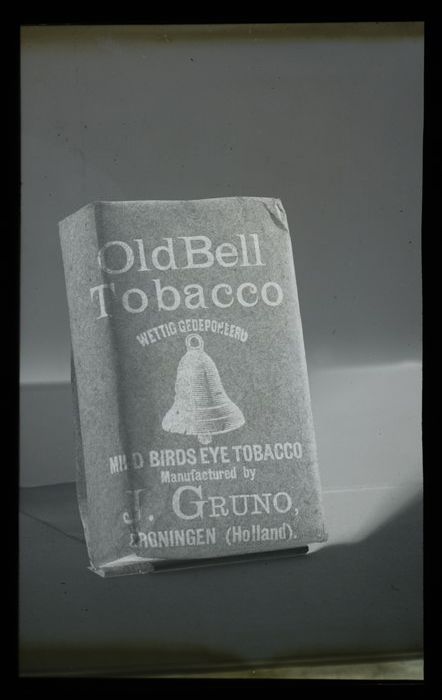 Old Bell
Tobacco
WETTIG GEDEPONEERD
MILD BIRDS EYE TOBACCO
Manufactured by
J. GRUNO,
GRONINGEN (Holland).